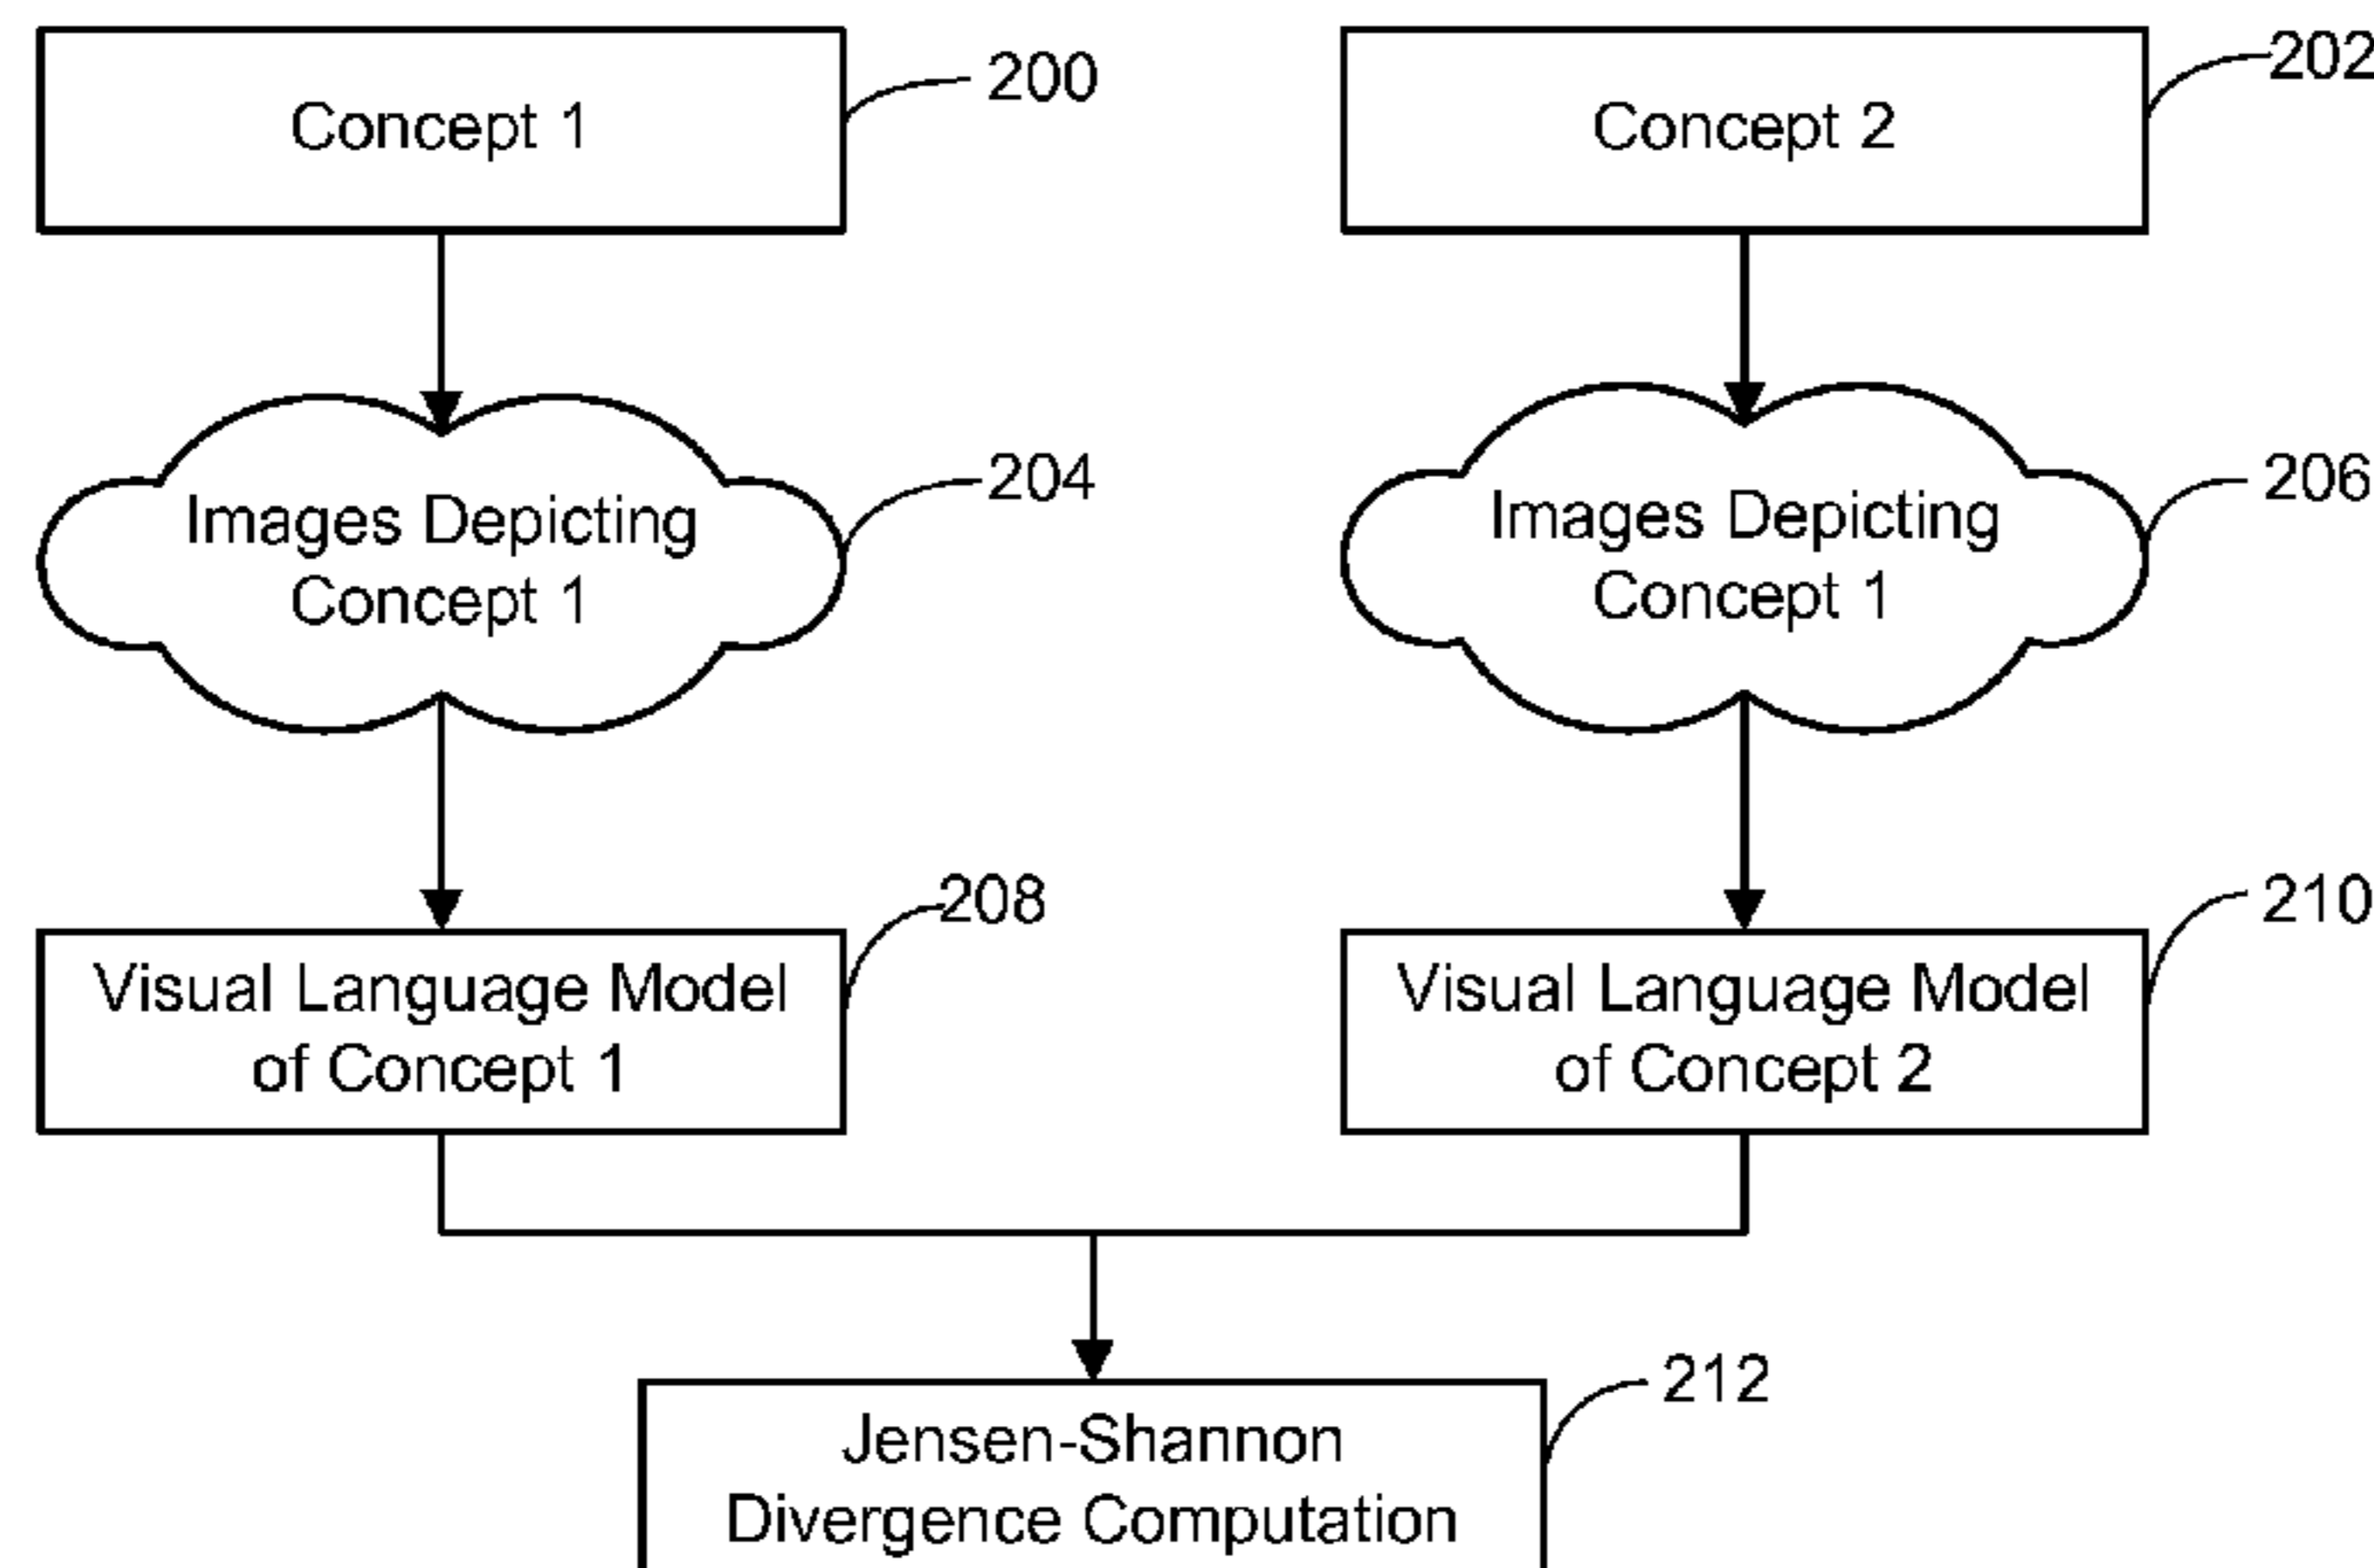 Concept 1
200
Concept 2
202
Images Depicting
Concept 1
204
Images Depicting
Concept 1
206
Visual Language Model
of Concept 1
208
Visual Language Model
of Concept 2
210
Jensen-Shannon
Divergence Computation
212